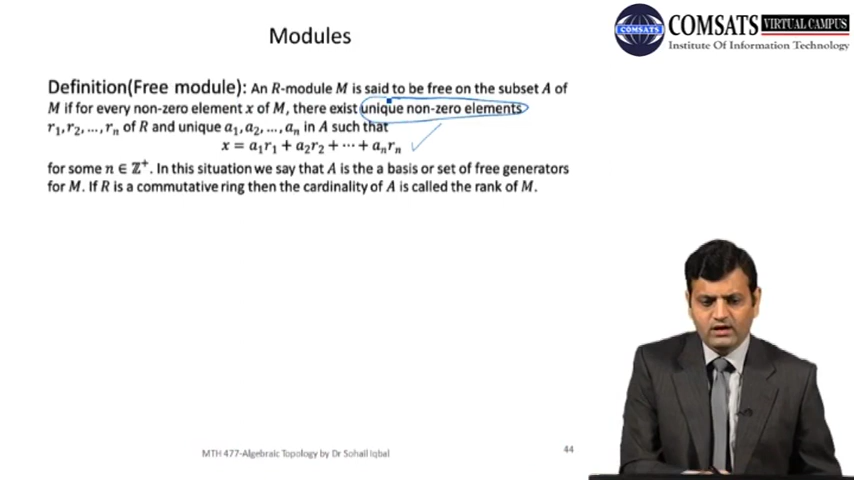 Modules
COMSATS VIRTUAL CAMPUS
Institute Of Information Technology
COMSATS
Definition(Free module): An R-module M is said to be free on the subset A of
M if for every non-zero element x of M, there exist unique non-zero elements
r₁,r₂, …,rₙ of R and unique a₁,a₂, …,aₙ in A such that
x = a₁r₁ + a₂r₂ + ⋯ + aₙrₙ
for some n ∈ ℤ⁺. In this situation we say that A is the a basis or set of free generators
for M. If R is a commutative ring then the cardinality of A is called the rank of M.
MTH 477-Algebraic Topology by Dr Sohail Iqbal
44